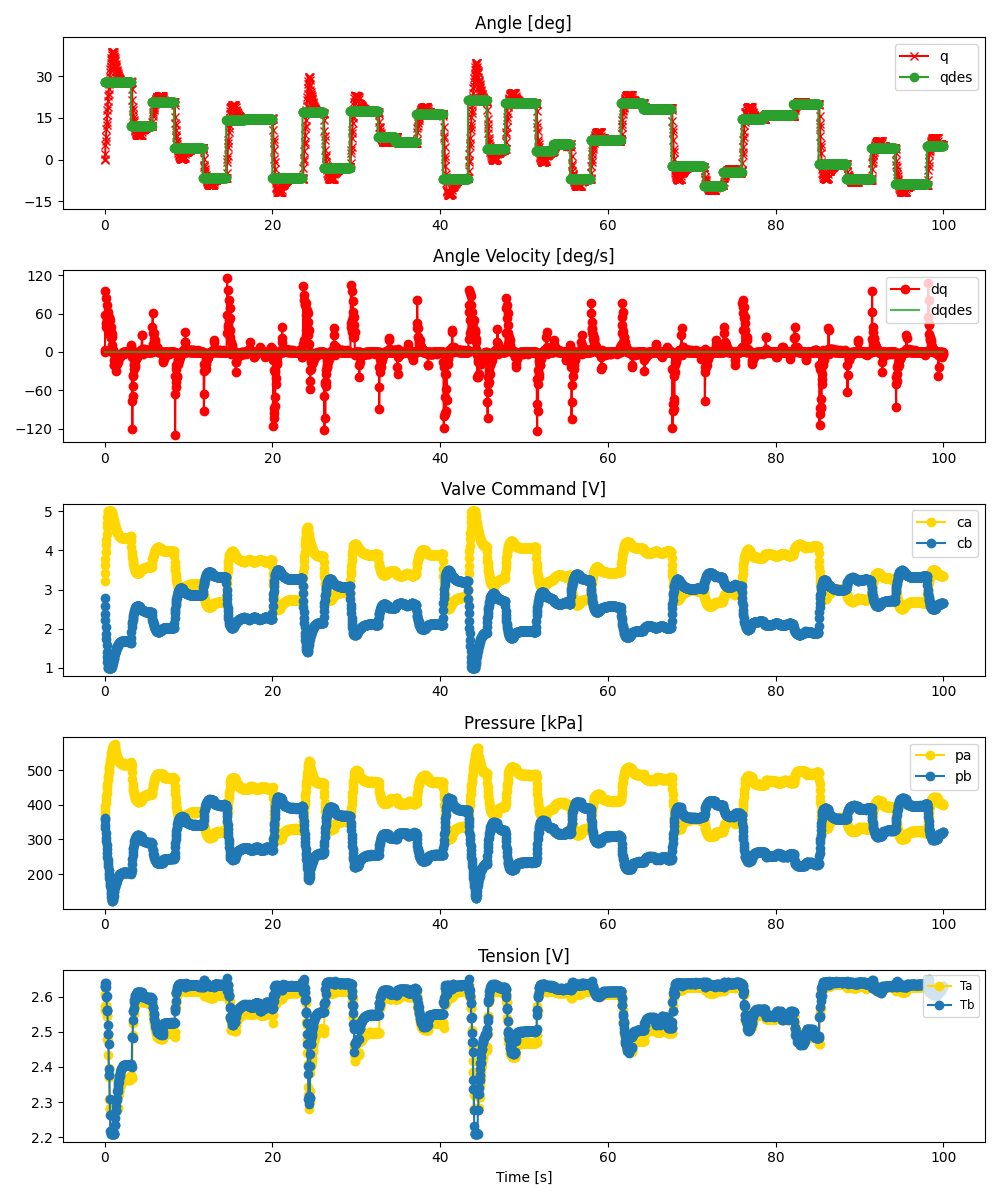 Angle [deg]
30
15
0
−15
q
qdes
0 20 40 60 80 100
Angle Velocity [deg/s]
120
60
0
−60
−120
dq
dqdes
0 20 40 60 80 100
Valve Command [V]
5
4
3
2
1
ca
cb
0 20 40 60 80 100
Pressure [kPa]
500
400
300
200
pa
pb
0 20 40 60 80 100
Tension [V]
2.6
2.5
2.4
2.3
2.2
Ta
Tb
0 20 40 60 80 100
Time [s]